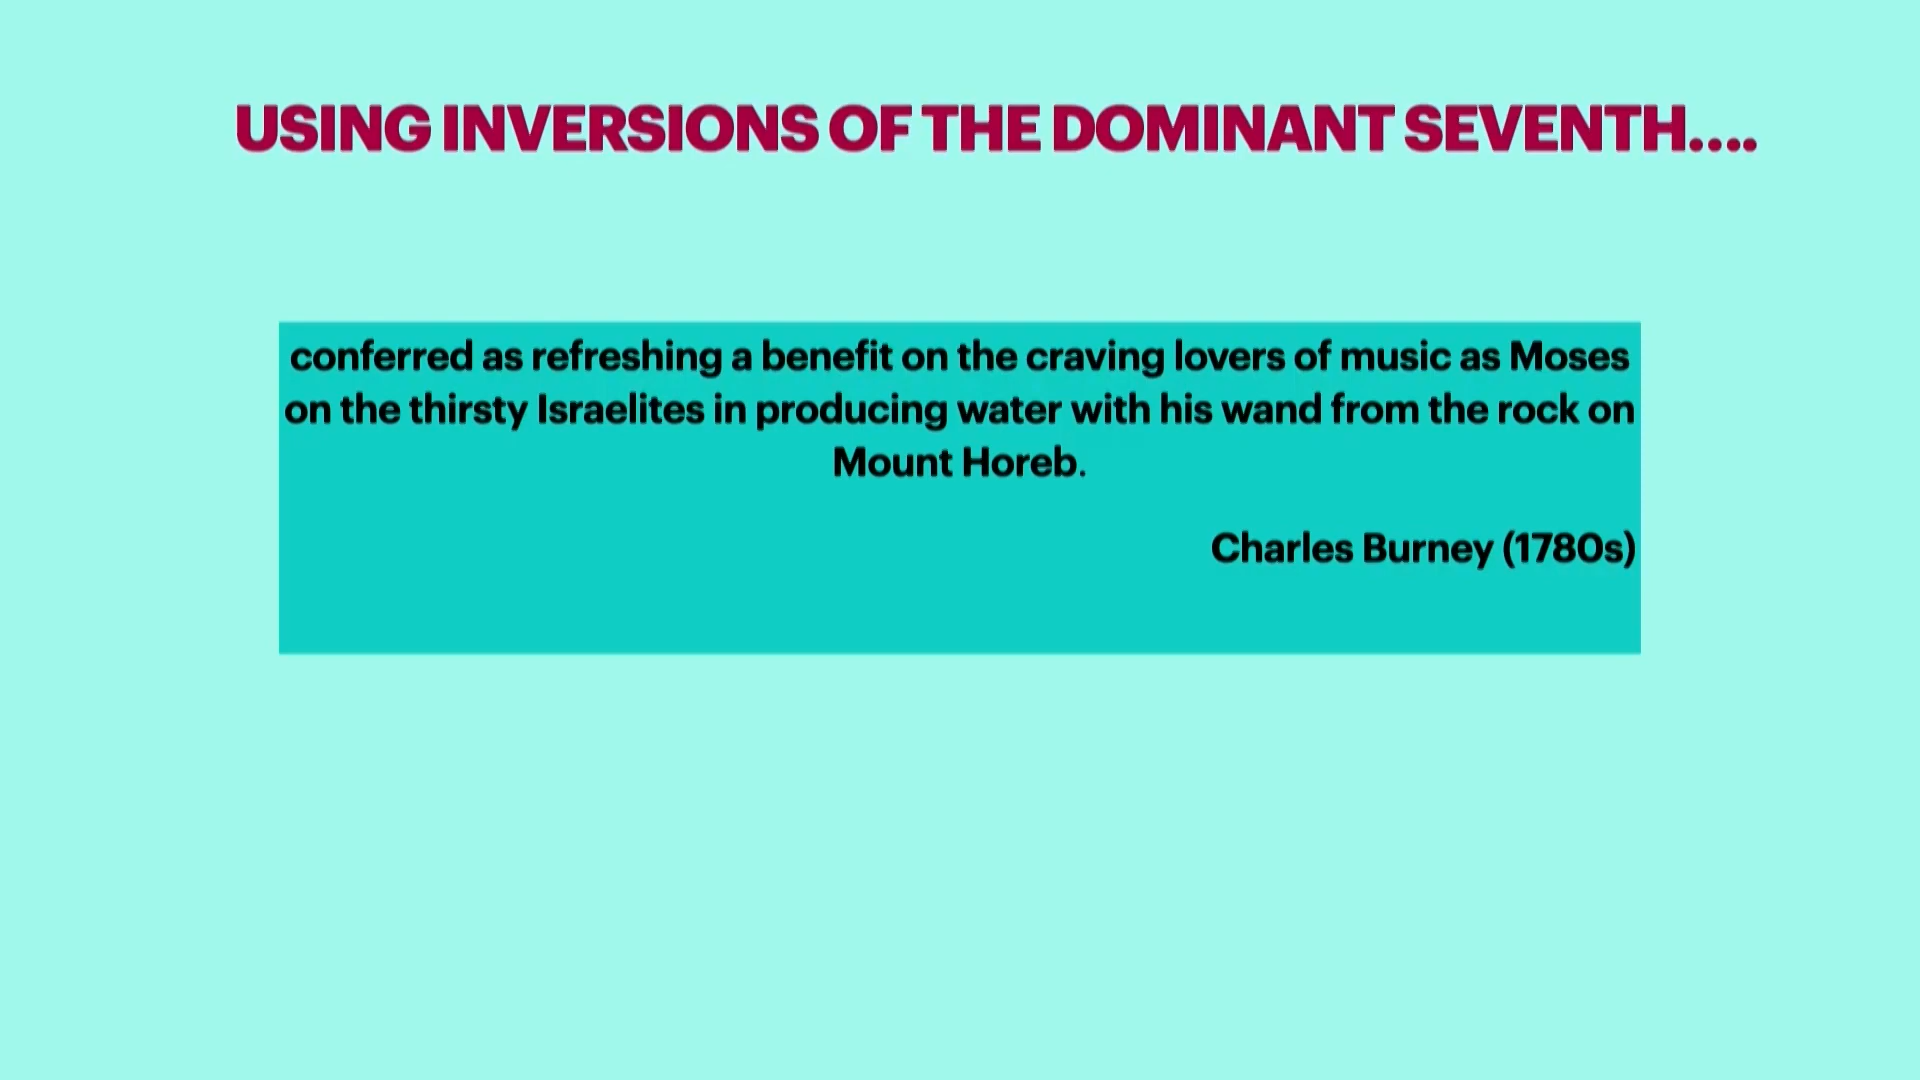 USING INVERSIONS OF THE DOMINANT SEVENTH....
conferred as refreshing a benefit on the craving lovers of music as Moses
on the thirsty Israelites in producing water with his wand from the rock on
Mount Horeb.
Charles Burney (1780s)